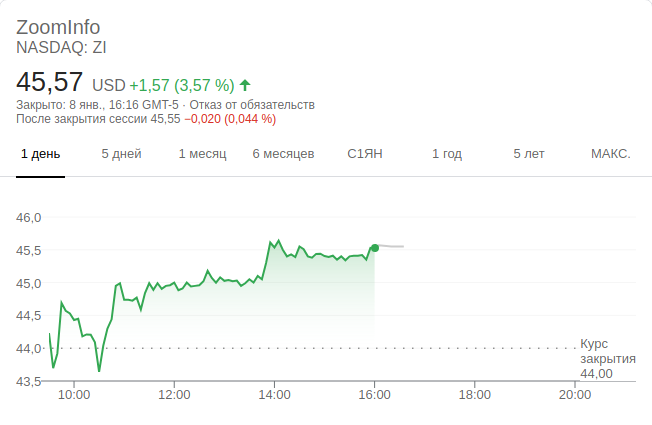 ZoomInfo
NASDAQ: ZI
45,57 USD +1,57 (3,57 %)
Закрыто: 8 янв., 16:16 GMT-5 · Отказ от обязательств
После закрытия сессии 45,55 −0,020 (0,044 %)
1 день 5 дней 1 месяц 6 месяцев С1ЯН 1 год 5 лет МАКС.
46,0
45,5
45,0
44,5
44,0
43,5
Курс
закрытия
44,00
10:00 12:00 14:00 16:00 18:00 20:00